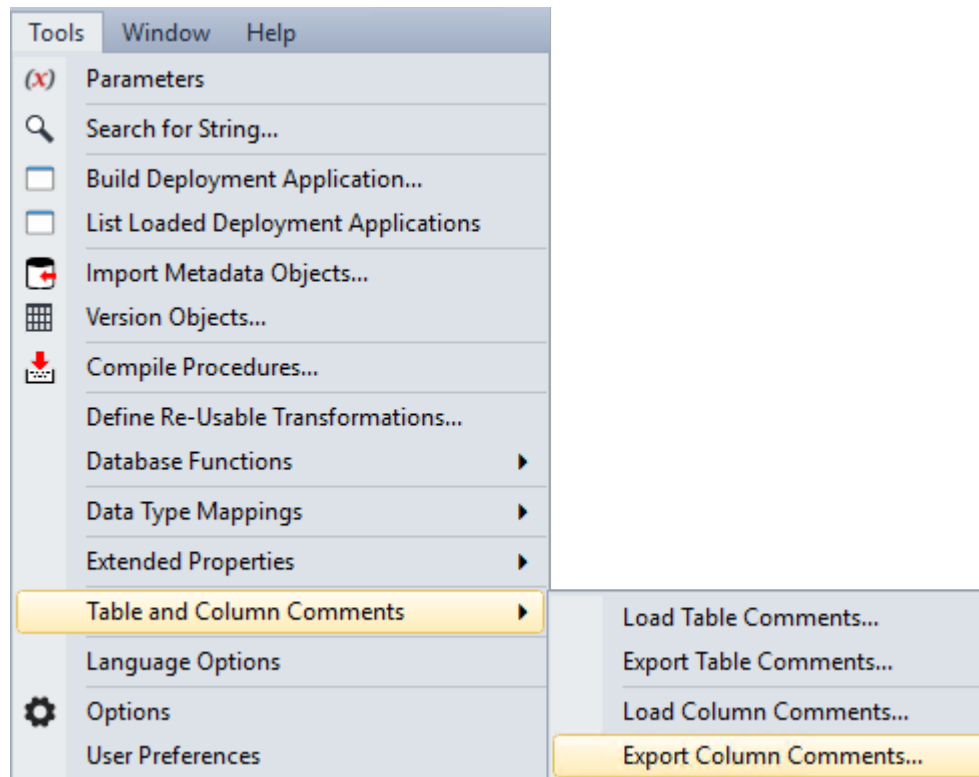 Tools Window Help
(x) Parameters
Search for String...
Build Deployment Application...
List Loaded Deployment Applications
Import Metadata Objects...
Version Objects...
Compile Procedures...
Define Re-Usable Transformations...
Database Functions
Data Type Mappings
Extended Properties
Table and Column Comments
Language Options
Options
User Preferences
Load Table Comments...
Export Table Comments...
Load Column Comments...
Export Column Comments...